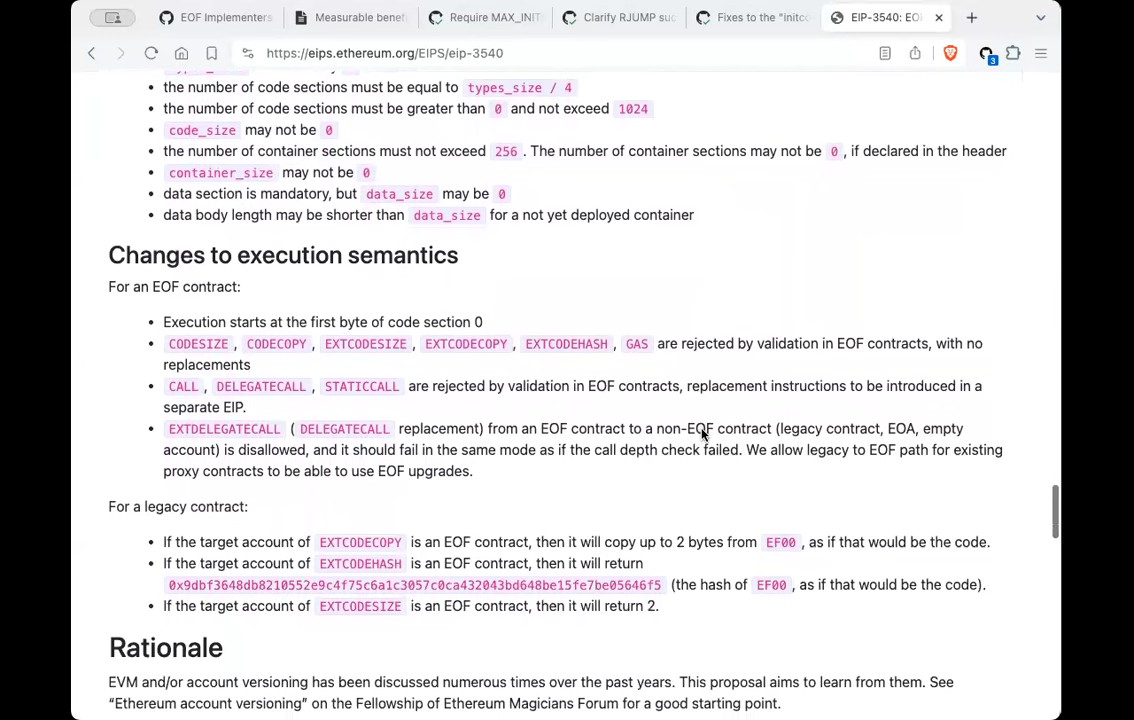 EOF Implementers
Measurable benef
Require MAX_INIT
Clarify RJUMP suc
Fixes to the "initco
EIP-3540: EO
https://eips.ethereum.org/EIPS/eip-3540
3
the number of code sections must be equal to types_size / 4
the number of code sections must be greater than 0 and not exceed 1024
code_size may not be 0
the number of container sections must not exceed 256 . The number of container sections may not be 0 , if declared in the header
container_size may not be 0
data section is mandatory, but data_size may be 0
data body length may be shorter than data_size for a not yet deployed container
Changes to execution semantics
For an EOF contract:
Execution starts at the first byte of code section 0
CODESIZE , CODECOPY , EXTCODESIZE , EXTCODECOPY , EXTCODEHASH , GAS are rejected by validation in EOF contracts, with no
replacements
CALL , DELEGATECALL , STATICCALL are rejected by validation in EOF contracts, replacement instructions to be introduced in a
separate EIP.
EXTDELEGATECALL ( DELEGATECALL replacement) from an EOF contract to a non-EOF contract (legacy contract, EOA, empty
account) is disallowed, and it should fail in the same mode as if the call depth check failed. We allow legacy to EOF path for existing
proxy contracts to be able to use EOF upgrades.
For a legacy contract:
If the target account of EXTCODECOPY is an EOF contract, then it will copy up to 2 bytes from EF00 , as if that would be the code.
If the target account of EXTCODEHASH is an EOF contract, then it will return
0x9dbf3648db8210552e9c4f75c6a1c3057c0ca432043bd648be15fe7be05646f5 (the hash of EF00 , as if that would be the code).
If the target account of EXTCODESIZE is an EOF contract, then it will return 2.
Rationale
EVM and/or account versioning has been discussed numerous times over the past years. This proposal aims to learn from them. See
“Ethereum account versioning” on the Fellowship of Ethereum Magicians Forum for a good starting point.